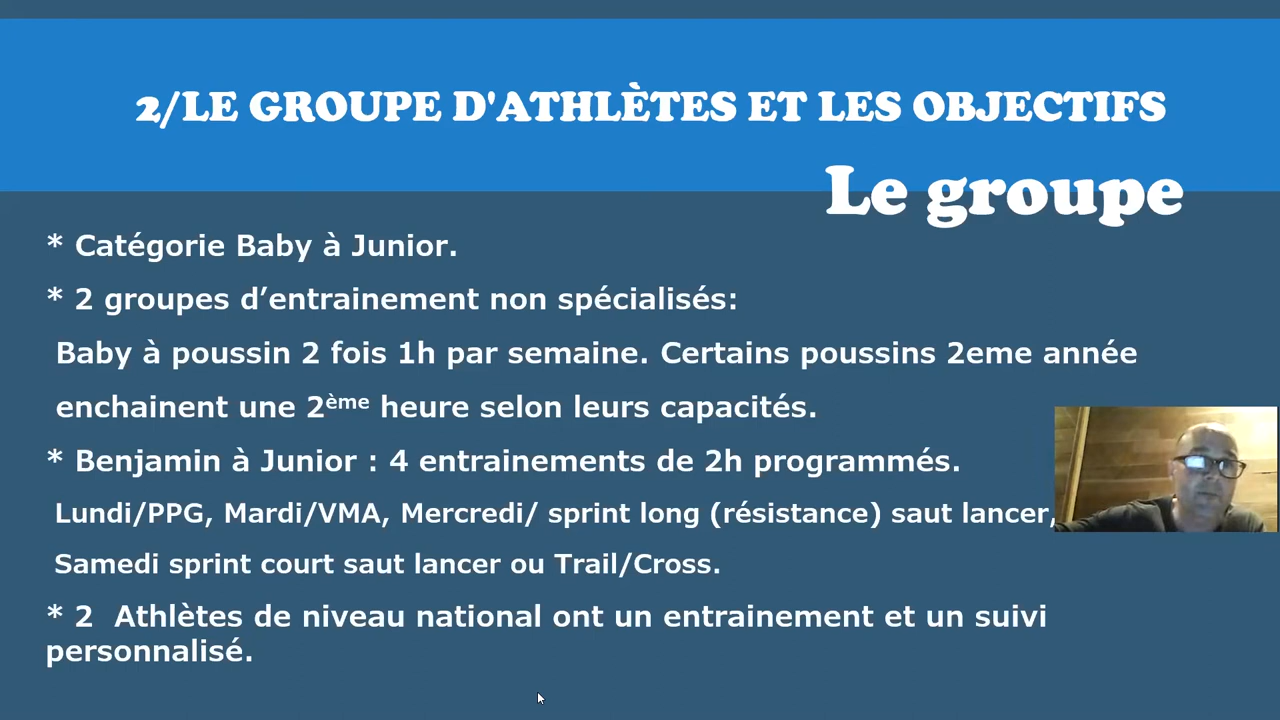 2/LE GROUPE D'ATHLÈTES ET LES OBJECTIFS
Le groupe
* Catégorie Baby à Junior.
* 2 groupes d’entrainement non spécialisés:
Baby à poussin 2 fois 1h par semaine. Certains poussins 2eme année
enchainent une 2ème heure selon leurs capacités.
* Benjamin à Junior : 4 entrainements de 2h programmés.
Lundi/PPG, Mardi/VMA, Mercredi/ sprint long (résistance) saut lancer,
Samedi sprint court saut lancer ou Trail/Cross.
* 2 Athlètes de niveau national ont un entrainement et un suivi
personnalisé.